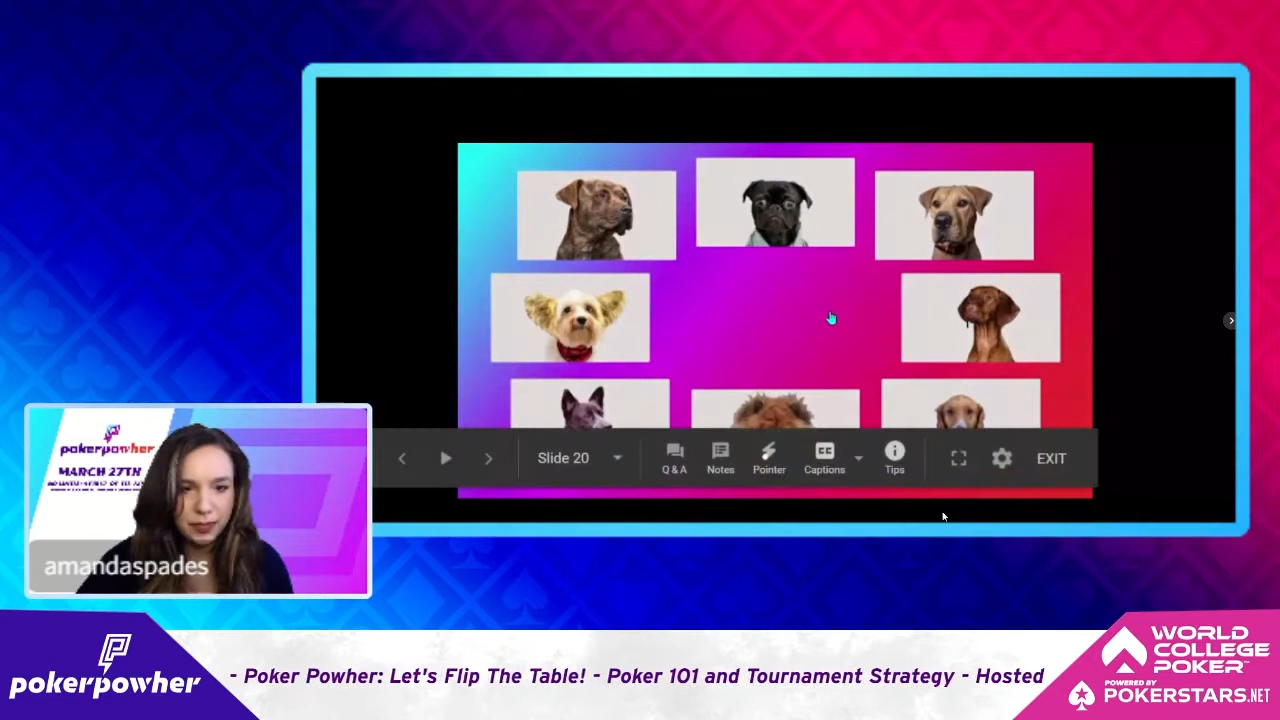 Slide 20
Q & A
Notes
Pointer
Captions
Tips
EXIT
pokerpowher
MARCH 27TH
amandaspades
pokerpowher
- Poker Powher: Let's Flip The Table! - Poker 101 and Tournament Strategy - Hosted
WORLD
COLLEGE
POKER
POWERED BY
POKERSTARS.NET